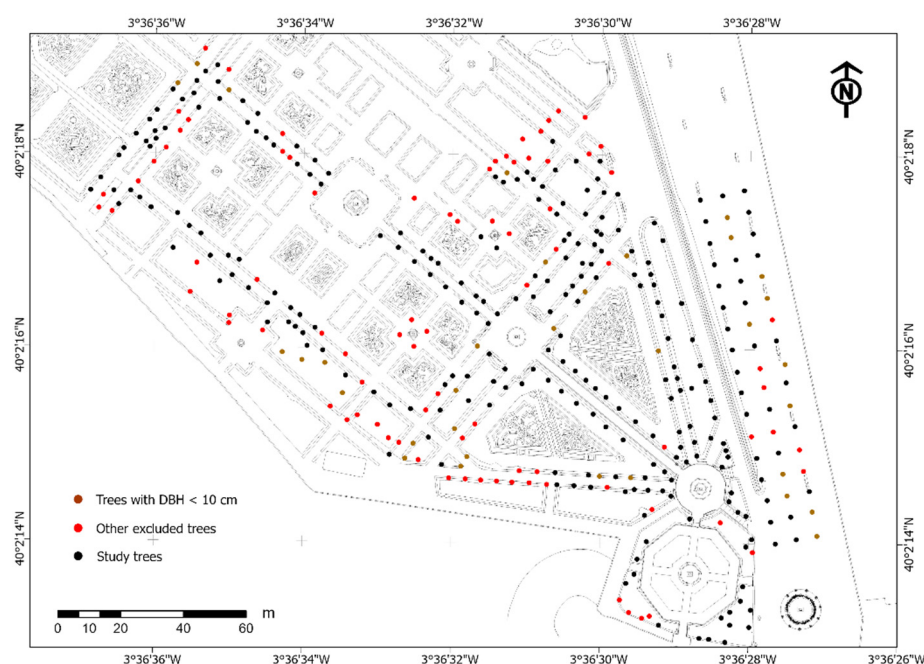 3°36'36"W 3°36'34"W 3°36'32"W 3°36'30"W 3°36'28"W
N
40°2'18"N 40°2'18"N
40°2'16"N 40°2'16"N
Trees with DBH < 10 cm
Other excluded trees
Study trees
40°2'14"N 40°2'14"N
m
0 10 20 40 60
3°36'36"W 3°36'34"W 3°36'32"W 3°36'30"W 3°36'28"W 3°36'26"W